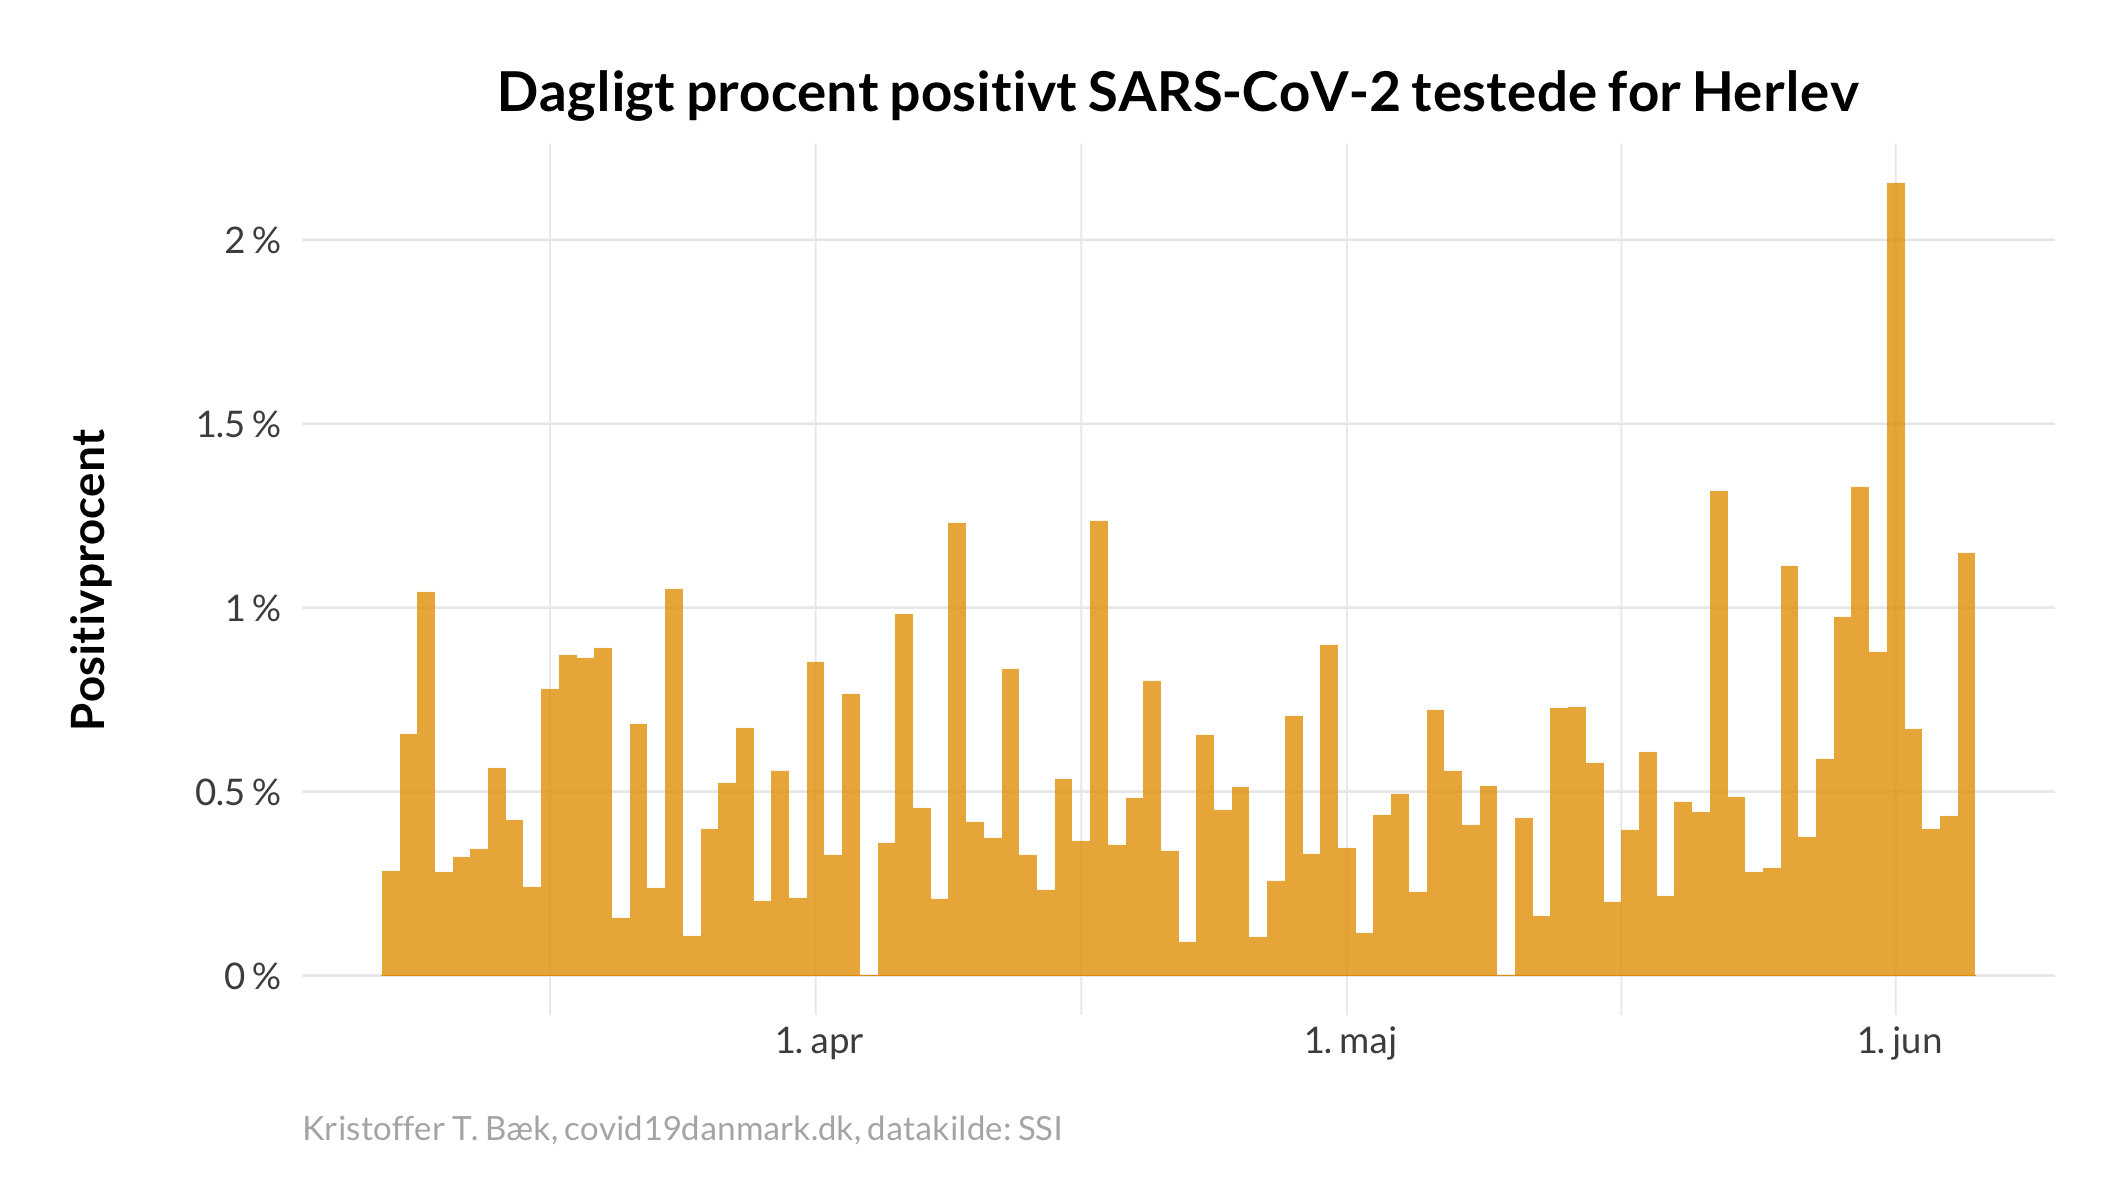 Dagligt procent positivt SARS-CoV-2 testede for Herlev
Positivprocent
2 %
1.5 %
1 %
0.5 %
0 %
1. apr
1. maj
1. jun
Kristoffer T. Bæk, covid19danmark.dk, datakilde: SSI